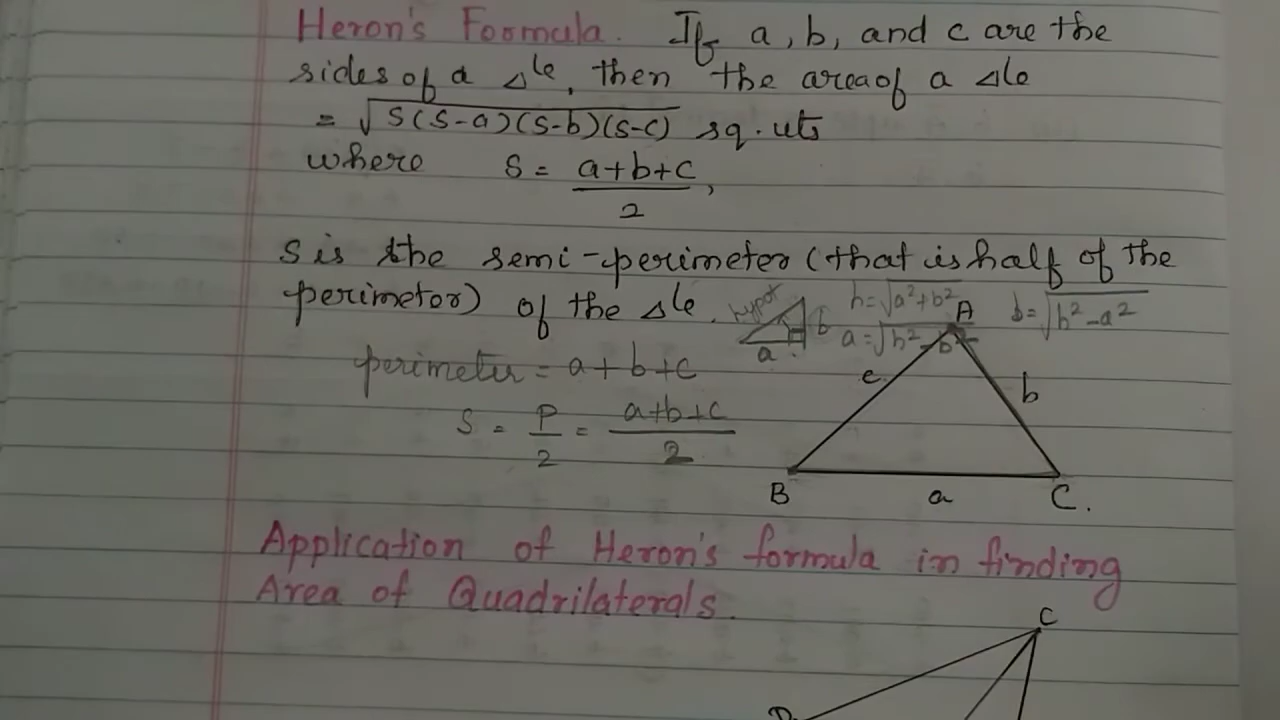 Heron's Formula. If a, b, and c are the
sides of a △le, then the area of a △le
= √s(s-a)(s-b)(s-c) sq. uts
where s = a+b+c/2,
s is the semi-perimeter (that is half of the
perimetor) of the △le.
hypot
b
a
h=√a²+b²
a=√h²-b²
b=√h²-a²
perimeter = a+b+c
s = P/2 = a+b+c/2
A
c
b
B
a
C.
Application of Heron's formula in finding
Area of Quadrilaterals.
C
D